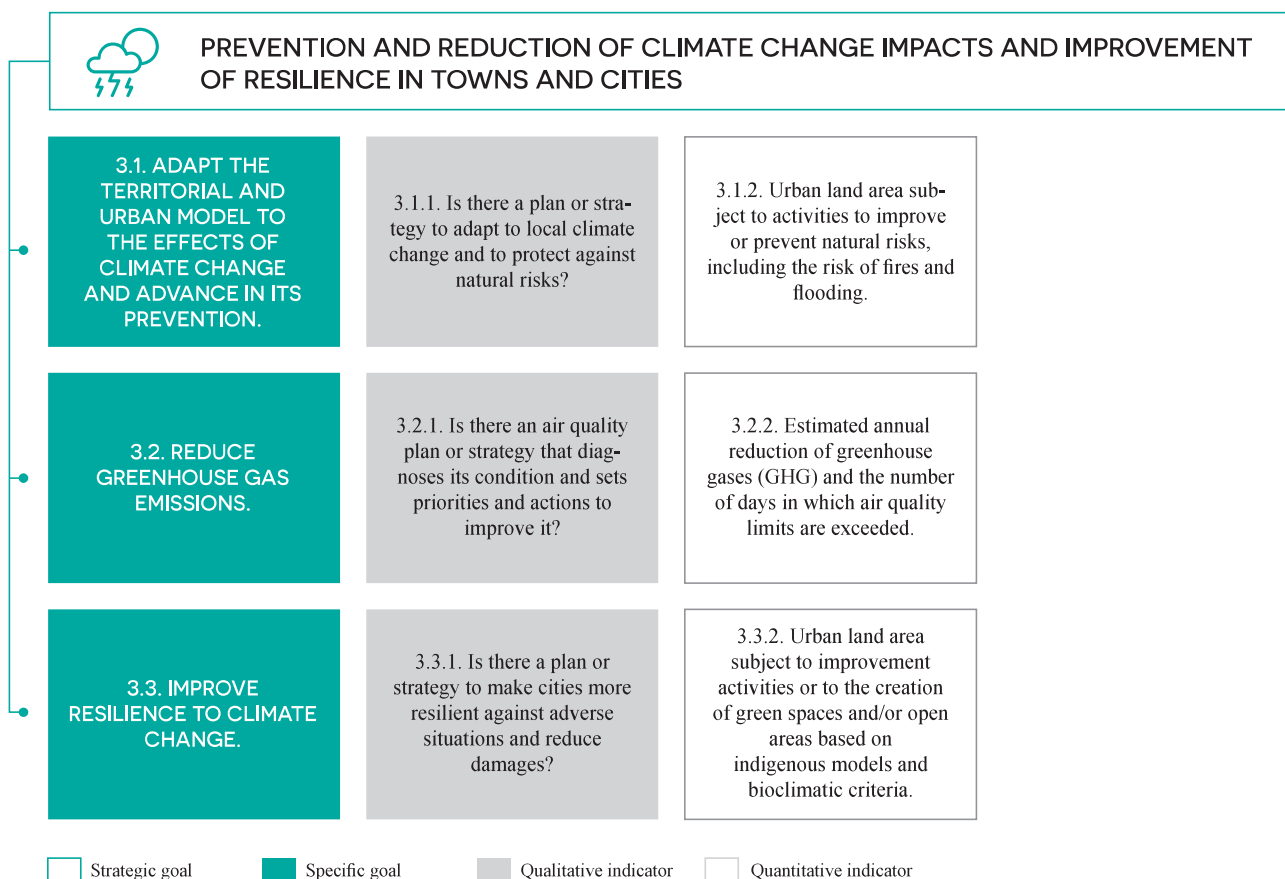 PREVENTION AND REDUCTION OF CLIMATE CHANGE IMPACTS AND IMPROVEMENT
OF RESILIENCE IN TOWNS AND CITIES
3.1. ADAPT THE
TERRITORIAL AND
URBAN MODEL TO
THE EFFECTS OF
CLIMATE CHANGE
AND ADVANCE IN ITS
PREVENTION.
3.1.1. Is there a plan or stra-
tegy to adapt to local climate
change and to protect against
natural risks?
3.1.2. Urban land area sub-
ject to activities to improve
or prevent natural risks,
including the risk of fires and
flooding.
3.2. REDUCE
GREENHOUSE GAS
EMISSIONS.
3.2.1. Is there an air quality
plan or strategy that diag-
noses its condition and sets
priorities and actions to
improve it?
3.2.2. Estimated annual
reduction of greenhouse
gases (GHG) and the number
of days in which air quality
limits are exceeded.
3.3. IMPROVE
RESILIENCE TO CLIMATE
CHANGE.
3.3.1. Is there a plan or
strategy to make cities more
resilient against adverse
situations and reduce
damages?
3.3.2. Urban land area
subject to improvement
activities or to the creation
of green spaces and/or open
areas based on
indigenous models and
bioclimatic criteria.
Strategic goal
Specific goal
Qualitative indicator
Quantitative indicator